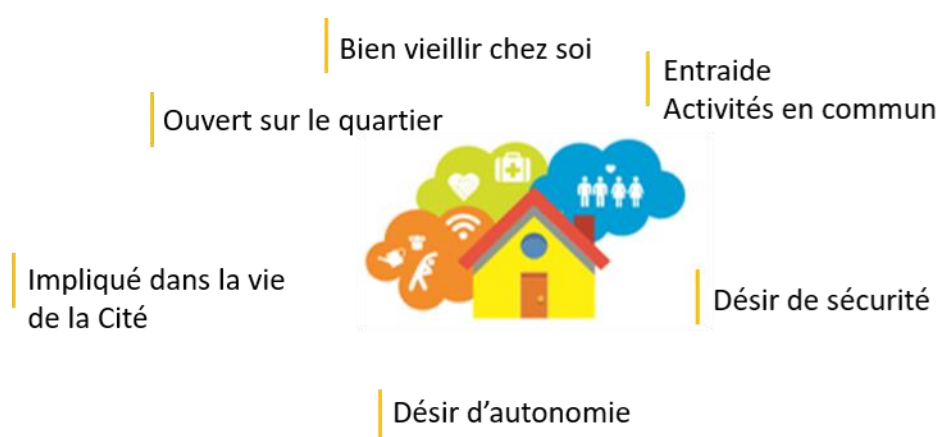 Bien vieillir chez soi
Entraide
Activités en commun
Ouvert sur le quartier
Impliqué dans la vie
de la Cité
Désir de sécurité
Désir d’autonomie